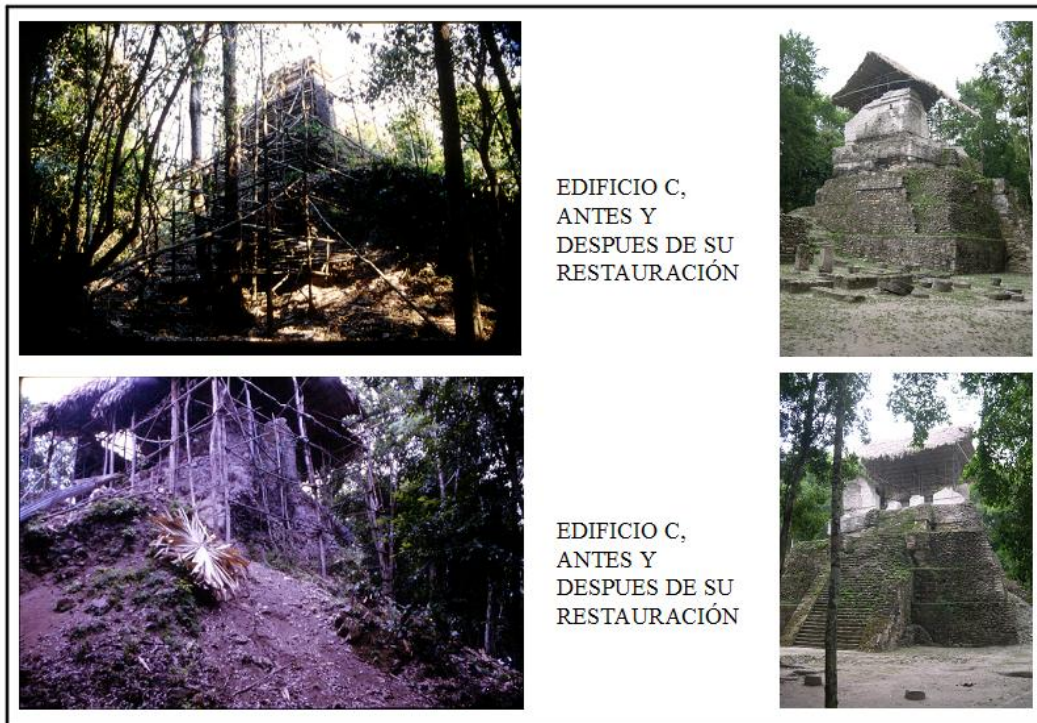 EDIFICIO C,
ANTES Y
DESPUES DE SU
RESTAURACIÓN
EDIFICIO C,
ANTES Y
DESPUES DE SU
RESTAURACIÓN